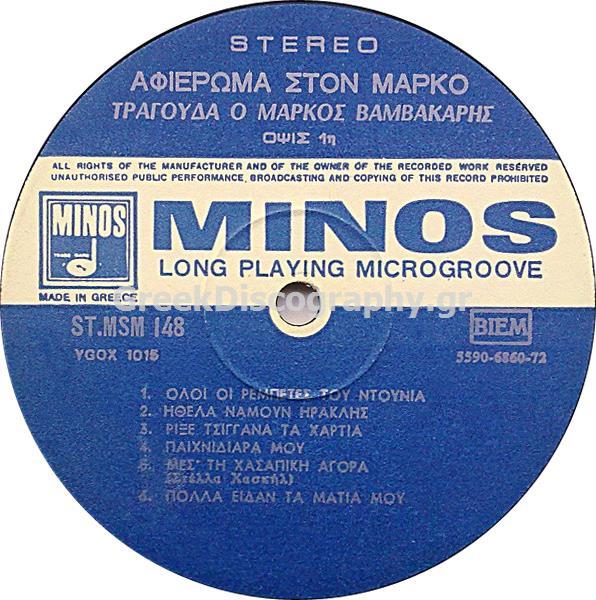 STEREO
ΑΦΙΕΡΩΜΑ ΣΤΟΝ ΜΑΡΚΟ
ΤΡΑΓΟΥΔΑ Ο ΜΑΡΚΟΣ ΒΑΜΒΑΚΑΡΗΣ
ΟΨΙΣ 1η
ALL RIGHTS OF THE MANUFACTURER AND OF THE OWNER OF THE RECORDED WORK RESERVED
UNAUTHORISED PUBLIC PERFORMANCE, BROADCASTING AND COPYING OF THIS RECORD PROHIBITED
MINOS
TRADE MARK
MINOS
LONG PLAYING MICROGROOVE
MADE IN GREECE
GreekDiscography.gr
ST.MSM 148
BIEM
YGOX 1015
5590-6860-72
1. ΟΛΟΙ ΟΙ ΡΕΜΠΕΤΕΣ ΤΟΥ ΝΤΟΥΝΙΑ
2. ΗΘΕΛΑ ΝΑΜΟΥΝ ΗΡΑΚΛΗΣ
3. ΡΙΞΕ ΤΣΙΓΓΑΝΑ ΤΑ ΧΑΡΤΙΑ
4. ΠΑΙΧΝΙΔΙΑΡΑ ΜΟΥ
5. ΜΕΣ' ΤΗ ΧΑΣΑΠΙΚΗ ΑΓΟΡΑ
(Στέλλα Χασκήλ)
6. ΠΟΛΛΑ ΕΙΔΑΝ ΤΑ ΜΑΤΙΑ ΜΟΥ